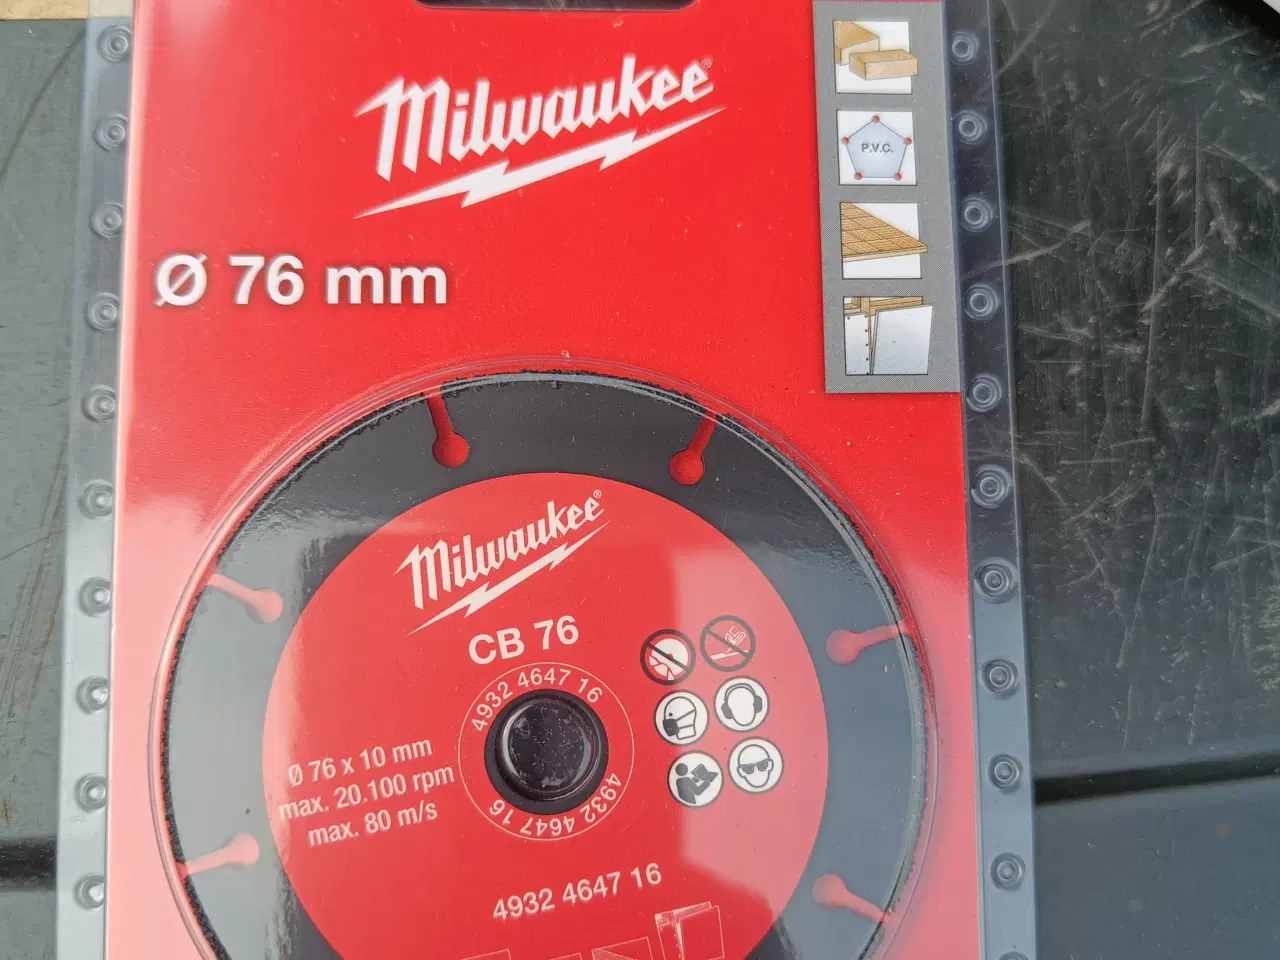 Milwaukee®
P.V.C.
Ø 76 mm
Milwaukee®
CB 76
4932 4647 16
Ø 76 x 10 mm
max. 20.100 rpm
max. 80 m/s
4932 4647 16
4932 4647 16